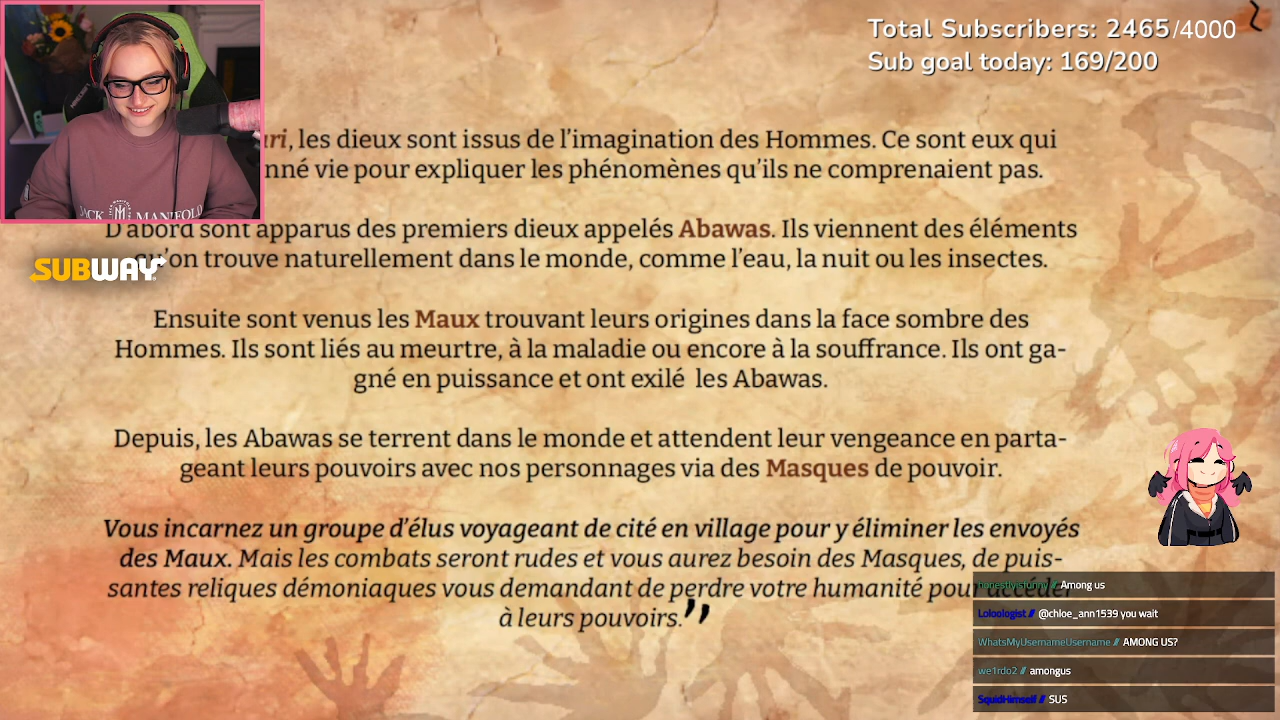 Total Subscribers: 2465/4000
Sub goal today: 169/200
les dieux sont issus de l'imagination des Hommes. Ce sont eux qui
vie pour expliquer les phénomènes qu'ils ne comprenaient pas.
D'abord sont apparus des premiers dieux appelés Abawas. Ils viennent des éléments
qu'on trouve naturellement dans le monde, comme l'eau, la nuit ou les insectes.
SUBWAY
Ensuite sont venus les Maux trouvant leurs origines dans la face sombre des
Hommes. Ils sont liés au meurtre, à la maladie ou encore à la souffrance. Ils ont ga-
gné en puissance et ont exilé les Abawas.
Depuis, les Abawas se terrent dans le monde et attendent leur vengeance en parta-
geant leurs pouvoirs avec nos personnages via des Masques de pouvoir.
Vous incarnez un groupe d'élus voyageant de cité en village pour y éliminer les envoyés
des Maux. Mais les combats seront rudes et vous aurez besoin des Masques, de puis-
santes reliques démoniaques vous demandant de perdre votre humanité pour accéder
à leurs pouvoirs.”
// Among us
Loloologist // @chloe_ann1539 you wait
WhatsMyUsernameUsername // AMONG US?
we1rdo2 // amongus
SquidHimself // SUS